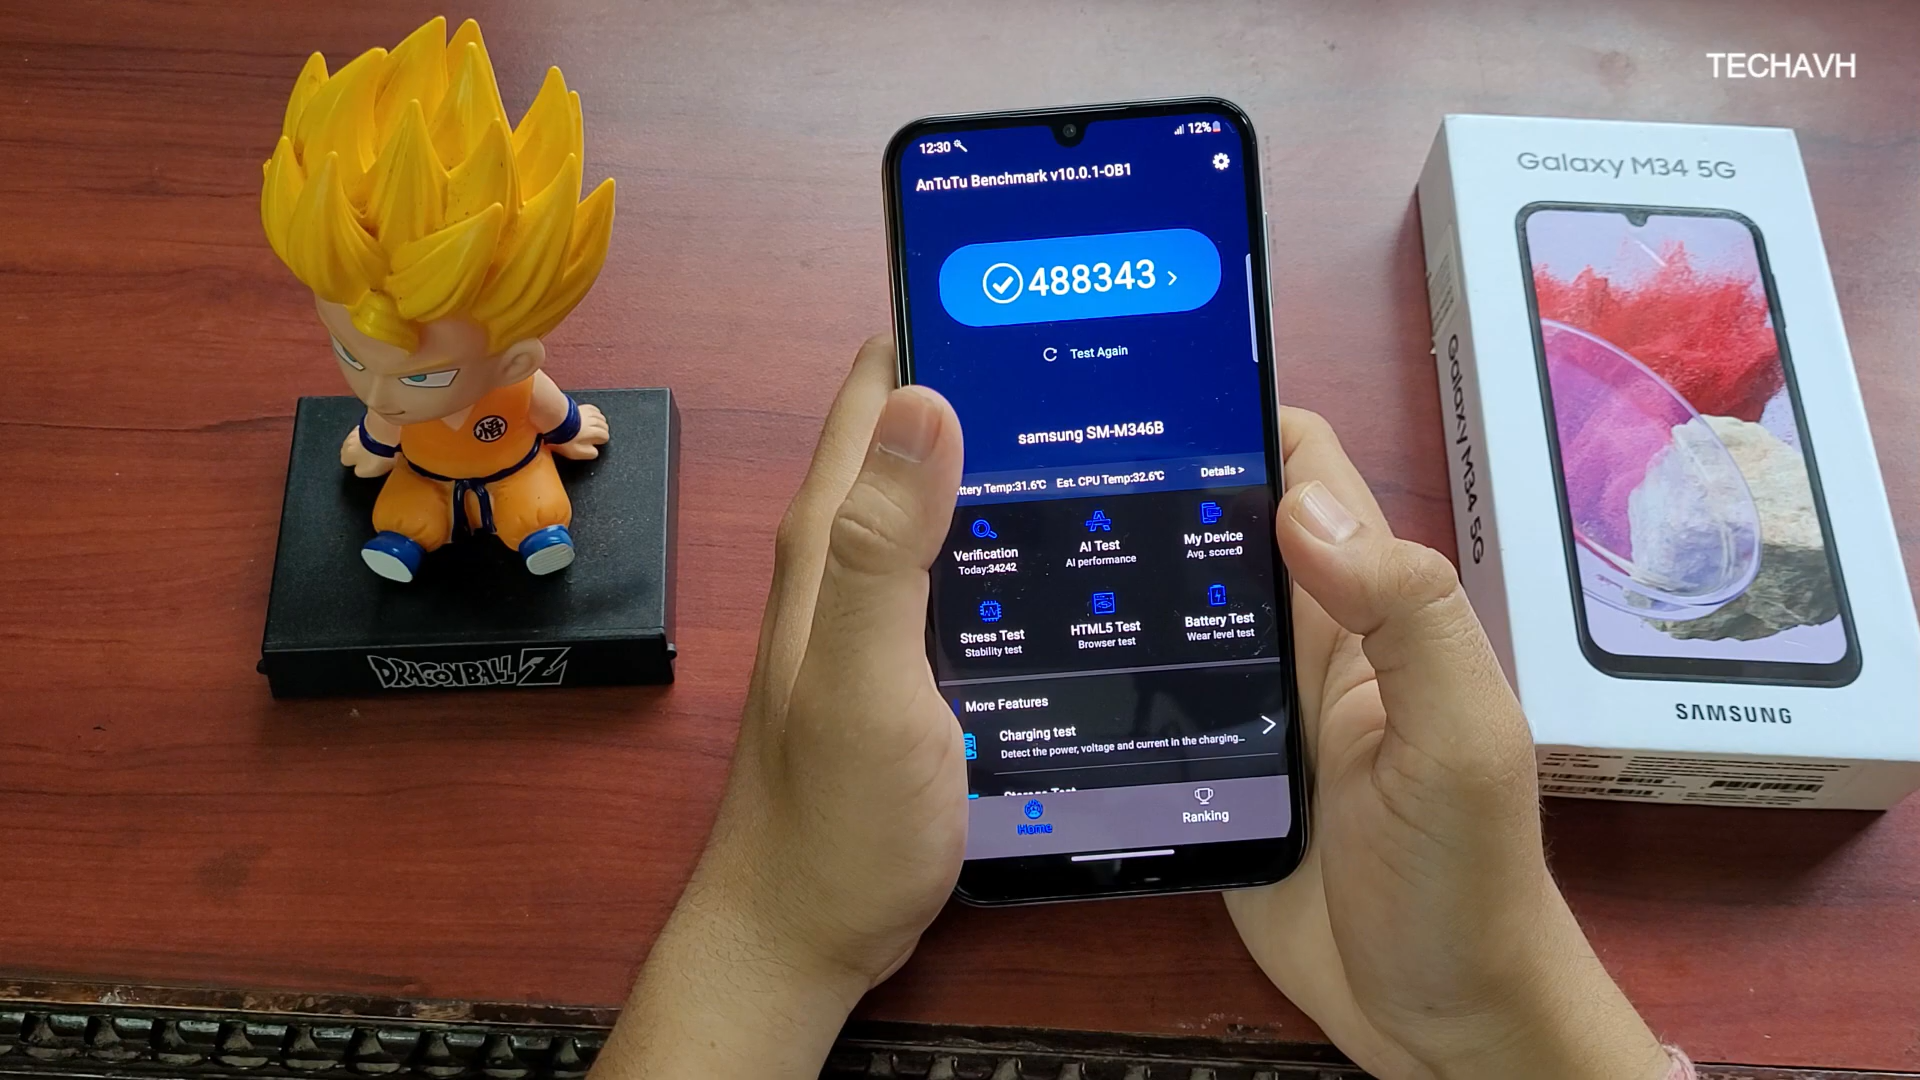 TECHAVH
12:30
12%
AnTuTu Benchmark v10.0.1-OB1
488343 >
Test Again
samsung SM-M346B
ttery Temp:31.6℃ Est. CPU Temp:32.6℃ Details >
Verification
Today:34242
AI Test
AI performance
My Device
Avg. score:0
Stress Test
Stability test
HTML5 Test
Browser test
Battery Test
Wear level test
More Features
Charging test
Detect the power, voltage and current in the charging...
Storage Test
Home
Ranking
Galaxy M34 5G
Galaxy M34 5G
SAMSUNG
悟
DRAGONBALL Z